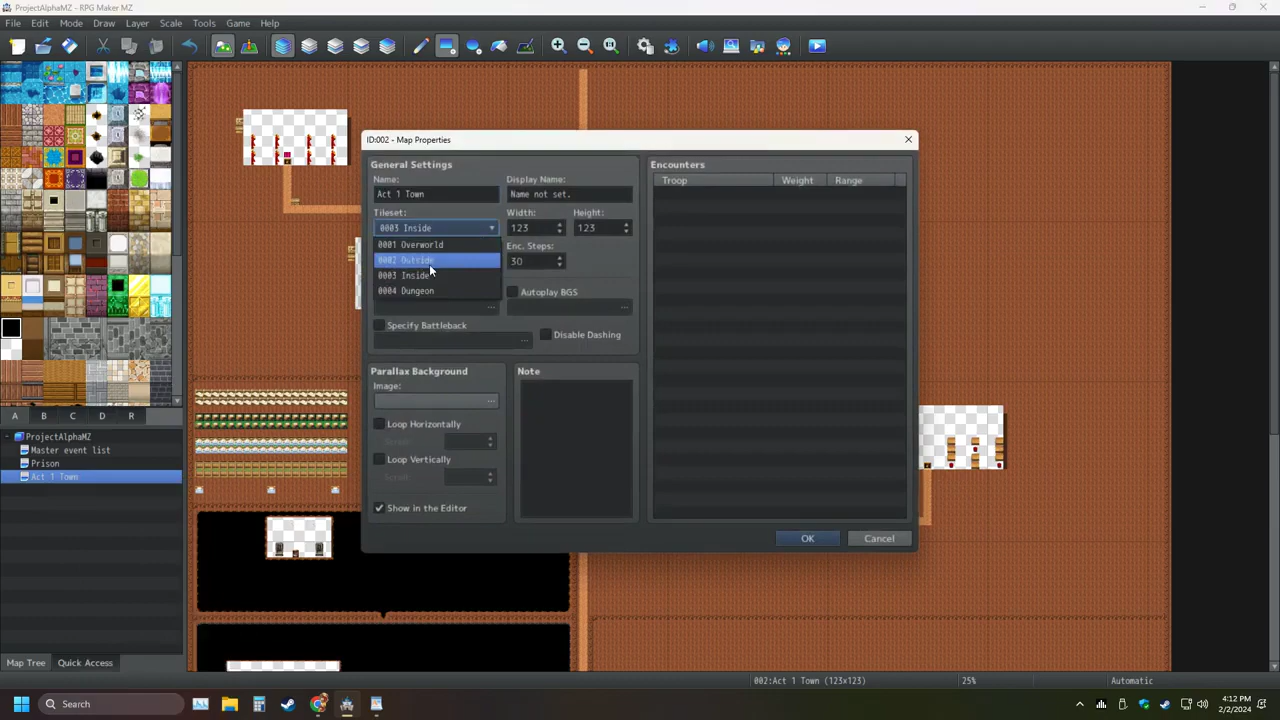 ProjectAlphaMZ - RPG Maker MZ
File Edit Mode Draw Layer Scale Tools Game Help
ID:002 - Map Properties
General Settings
Name:
Display Name:
Act 1 Town
Name not set.
Tileset:
Width:
Height:
0003 Inside
123
123
0001 Overworld
Enc. Steps:
0002 Outside
30
0003 Inside
0004 Dungeon
Autoplay BGS
Specify Battleback
Disable Dashing
Parallax Background
Image:
Loop Horizontally
Scroll:
Loop Vertically
Scroll:
Show in the Editor
Note
Encounters
Troop Weight Range
OK
Cancel
A B C D R
ProjectAlphaMZ
Master event list
Prison
Act 1 Town
Map Tree
Quick Access
002:Act 1 Town (123x123)
25%
Automatic
Search
4:12 PM
2/2/2024